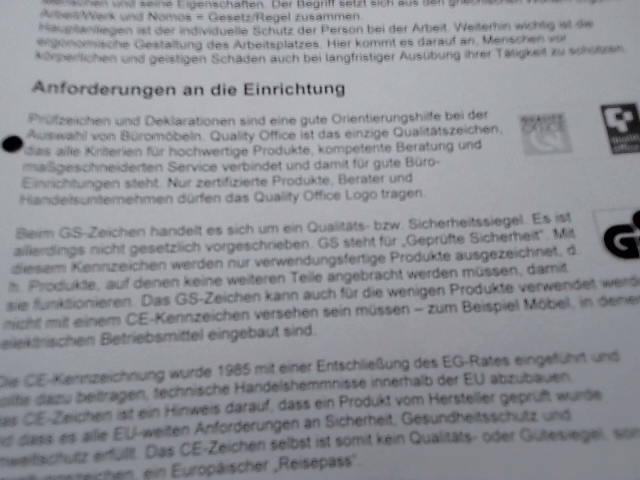 Menschen und seine Eigenschaften. Der Begriff setzt sich aus den griechischen
Arbeit/Werk und Nomos = Gesetz/Regel zusammen.
Hauptanliegen ist der individuelle Schutz der Person bei der Arbeit. Weiterhin wichtig ist die
ergonomische Gestaltung des Arbeitsplatzes. Hier kommt es darauf an, Menschen vor
körperlichen und geistigen Schäden auch bei langfristiger Ausübung ihrer Tätigkeit zu schützen.
Anforderungen an die Einrichtung
Prüfzeichen und Deklarationen sind eine gute Orientierungshilfe bei der
Auswahl von Büromöbeln. Quality Office ist das einzige Qualitätszeichen,
das alle Kriterien für hochwertige Produkte, kompetente Beratung und
maßgeschneiderten Service verbindet und damit für gute Büro-
Einrichtungen steht. Nur zertifizierte Produkte, Berater und
Handelsunternehmen dürfen das Quality Office Logo tragen.
QUALITY
OFFICE
Beim GS-Zeichen handelt es sich um ein Qualitäts- bzw. Sicherheitssiegel. Es ist
allerdings nicht gesetzlich vorgeschrieben. GS steht für „Geprüfte Sicherheit". Mit
diesem Kennzeichen werden nur verwendungsfertige Produkte ausgezeichnet, d.
h. Produkte, auf denen keine weiteren Teile angebracht werden müssen, damit
sie funktionieren. Das GS-Zeichen kann auch für die wenigen Produkte verwendet werde
nicht mit einem CE-Kennzeichen versehen sein müssen – zum Beispiel Möbel, in denen
elektrischen Betriebsmittel eingebaut sind.
Die CE-Kennzeichnung wurde 1985 mit einer Entschließung des EG-Rates eingeführt und
sollte dazu beitragen, technische Handelshemmnisse innerhalb der EU abzubauen.
das CE-Zeichen ist ein Hinweis darauf, dass ein Produkt vom Hersteller geprüft wurde
nd dass es alle EU-weiten Anforderungen an Sicherheit, Gesundheitsschutz und
mweltschutz erfüllt. Das CE-Zeichen selbst ist somit kein Qualitäts- oder Gütesiegel, son
ein Europäischer „Reisepass".